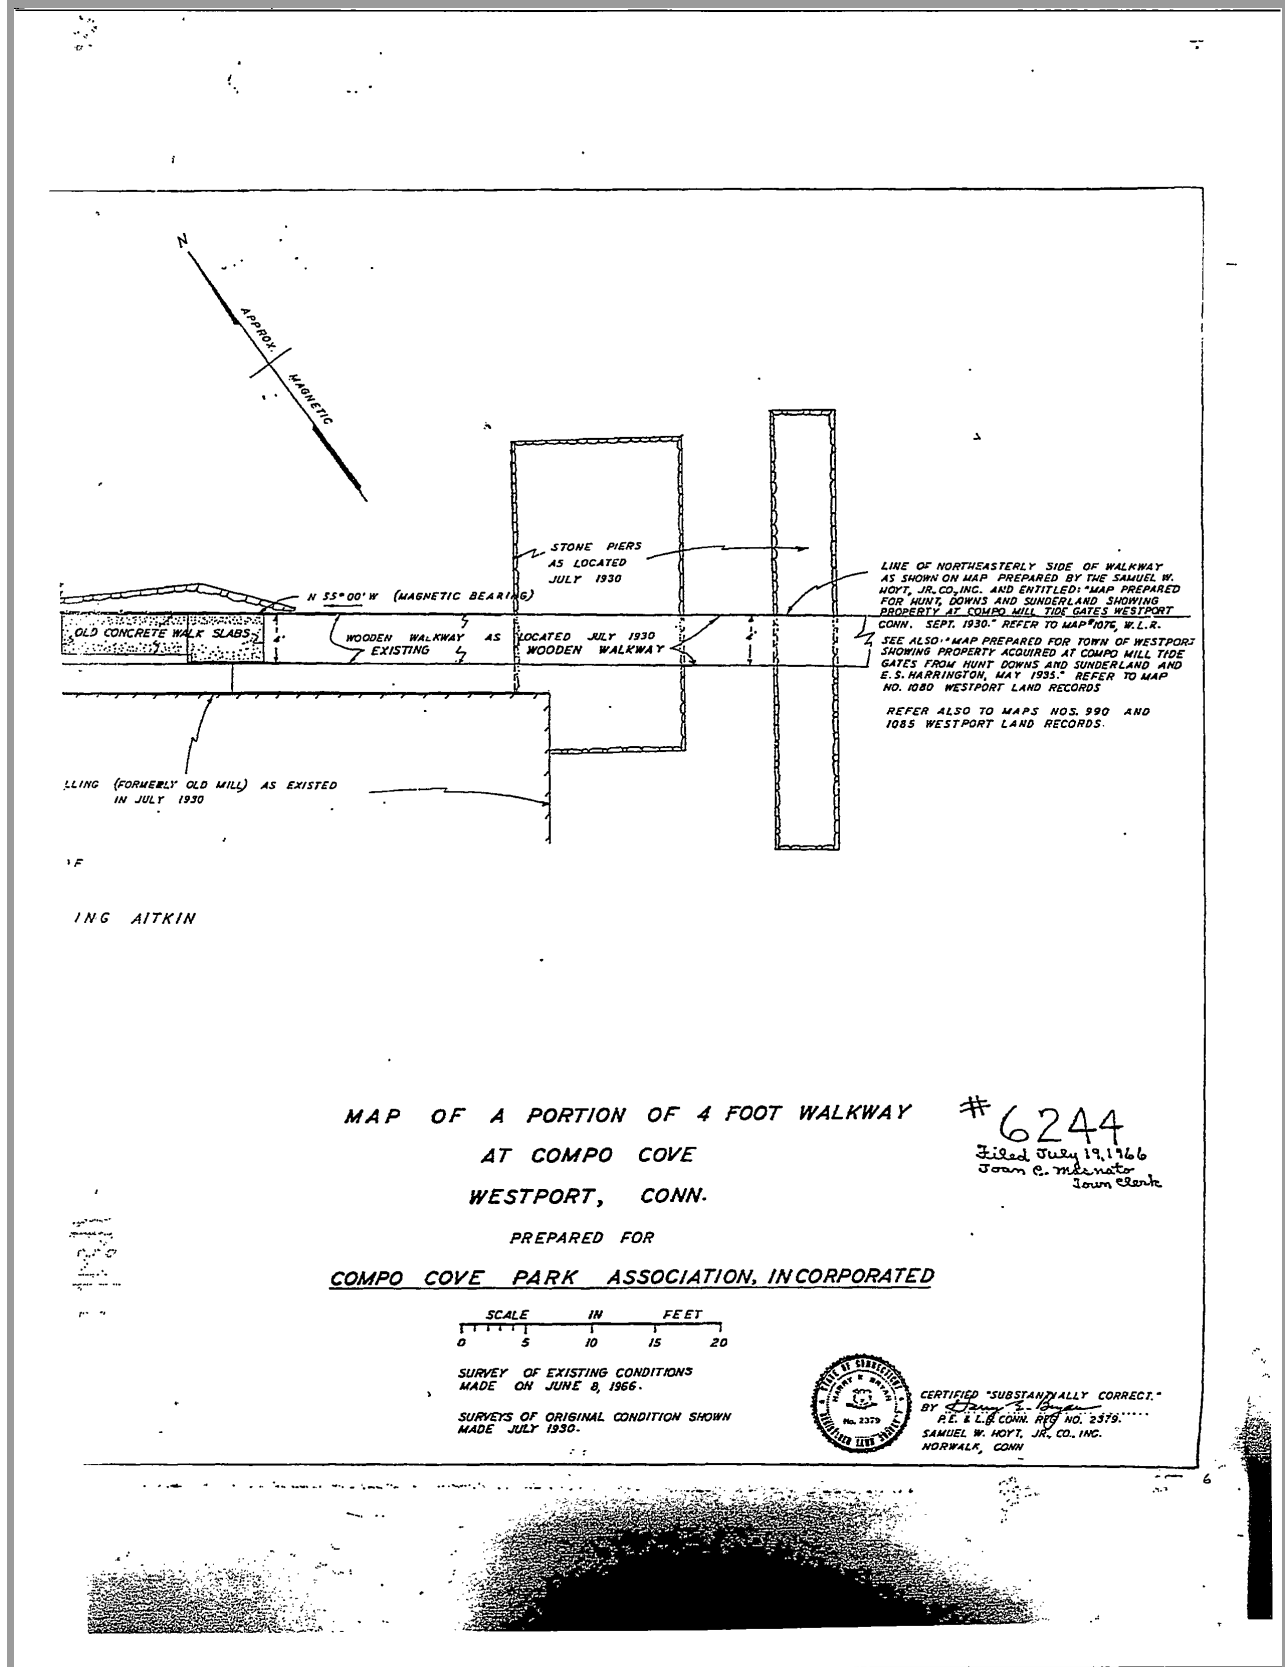 N
APPROX.
MAGNETIC
STONE PIERS
AS LOCATED
JULY 1930
N 55°00' W (MAGNETIC BEARING)
LINE OF NORTHEASTERLY SIDE OF WALKWAY
AS SHOWN ON MAP PREPARED BY THE SAMUEL W.
HOYT, JR. CO., INC. AND ENTITLED: "MAP PREPARED
FOR HUNT, DOWNS AND SUNDERLAND SHOWING
PROPERTY AT COMPO MILL TIDE GATES WESTPORT
CONN. SEPT. 1930." REFER TO MAP #1076, W.L.R.
SEE ALSO: "MAP PREPARED FOR TOWN OF WESTPORT
SHOWING PROPERTY ACQUIRED AT COMPO MILL TIDE
GATES FROM HUNT DOWNS AND SUNDERLAND AND
E.S. HARRINGTON, MAY 1935." REFER TO MAP
NO. 1080 WESTPORT LAND RECORDS
REFER ALSO TO MAPS NOS. 990 AND
1085 WESTPORT LAND RECORDS.
OLD CONCRETE WALK SLABS
4'
WOODEN WALKWAY AS LOCATED JULY 1930
EXISTING WOODEN WALKWAY
4'
LLING (FORMERLY OLD MILL) AS EXISTED
IN JULY 1930
OF
ING AITKIN
MAP OF A PORTION OF 4 FOOT WALKWAY
AT COMPO COVE
WESTPORT, CONN.
PREPARED FOR
COMPO COVE PARK ASSOCIATION, INCORPORATED
#6244
Filed July 19, 1966
Joan C.
Town Clerk
SCALE IN FEET
0 5 10 15 20
SURVEY OF EXISTING CONDITIONS
MADE ON JUNE 8, 1966.
SURVEYS OF ORIGINAL CONDITION SHOWN
MADE JULY 1930.
STATE OF CONNECTICUT
HARRY R BRYAN
No. 2379
REGISTERED LAND
CERTIFIED "SUBSTANTIALLY CORRECT."
BY
P.E. & L.S. CONN. REG NO. 2379.
SAMUEL W. HOYT, JR., CO., INC.
NORWALK, CONN
6